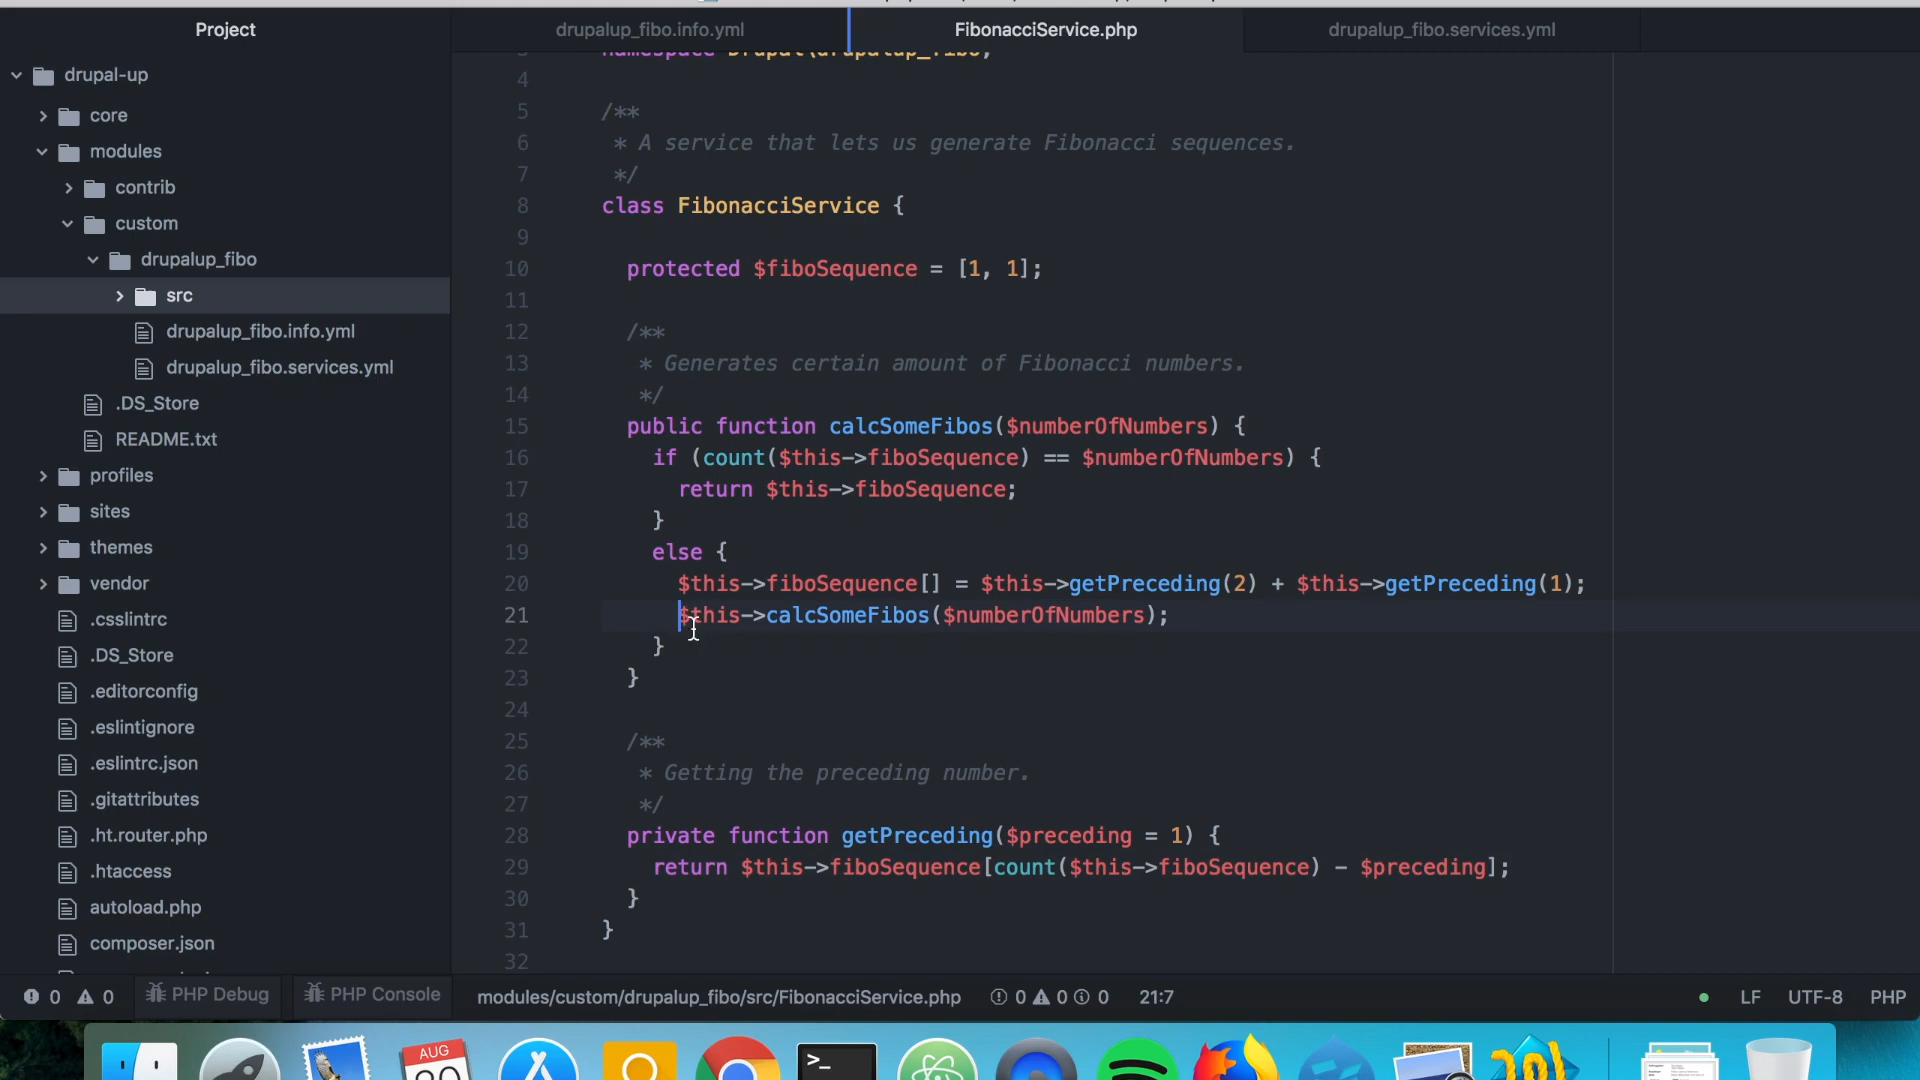 Project
drupalup_fibo.info.yml
FibonacciService.php
drupalup_fibo.services.yml
drupal-up
core
modules
contrib
custom
drupalup_fibo
src
drupalup_fibo.info.yml
drupalup_fibo.services.yml
.DS_Store
README.txt
profiles
sites
themes
vendor
.csslintrc
.DS_Store
.editorconfig
.eslintignore
.eslintrc.json
.gitattributes
.ht.router.php
.htaccess
autoload.php
composer.json
3 namespace Drupal\drupalup_fibo;
4
5 /**
6 * A service that lets us generate Fibonacci sequences.
7 */
8 class FibonacciService {
9
10 protected $fiboSequence = [1, 1];
11
12 /**
13 * Generates certain amount of Fibonacci numbers.
14 */
15 public function calcSomeFibos($numberOfNumbers) {
16 if (count($this->fiboSequence) == $numberOfNumbers) {
17 return $this->fiboSequence;
18 }
19 else {
20 $this->fiboSequence[] = $this->getPreceding(2) + $this->getPreceding(1);
21 $this->calcSomeFibos($numberOfNumbers);
22 }
23 }
24
25 /**
26 * Getting the preceding number.
27 */
28 private function getPreceding($preceding = 1) {
29 return $this->fiboSequence[count($this->fiboSequence) - $preceding];
30 }
31 }
32
0 0 PHP Debug PHP Console modules/custom/drupalup_fibo/src/FibonacciService.php 0 0 0 21:7 LF UTF-8 PHP
AUG
>_